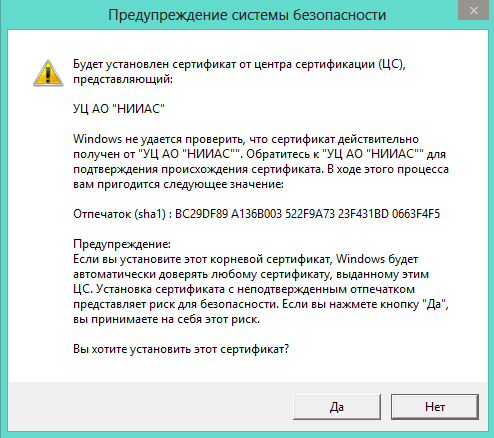 Предупреждение системы безопасности
Будет установлен сертификат от центра сертификации (ЦС),
представляющий:
УЦ АО "НИИАС"
Windows не удается проверить, что сертификат действительно
получен от "УЦ АО "НИИАС"". Обратитесь к "УЦ АО "НИИАС"" для
подтверждения происхождения сертификата. В ходе этого процесса
вам пригодится следующее значение:
Отпечаток (sha1) : BC29DF89 A136B003 522F9A73 23F431BD 0663F4F5
Предупреждение:
Если вы установите этот корневой сертификат, Windows будет
автоматически доверять любому сертификату, выданному этим
ЦС. Установка сертификата с неподтвержденным отпечатком
представляет риск для безопасности. Если вы нажмете кнопку "Да",
вы принимаете на себя этот риск.
Вы хотите установить этот сертификат?
Да
Нет